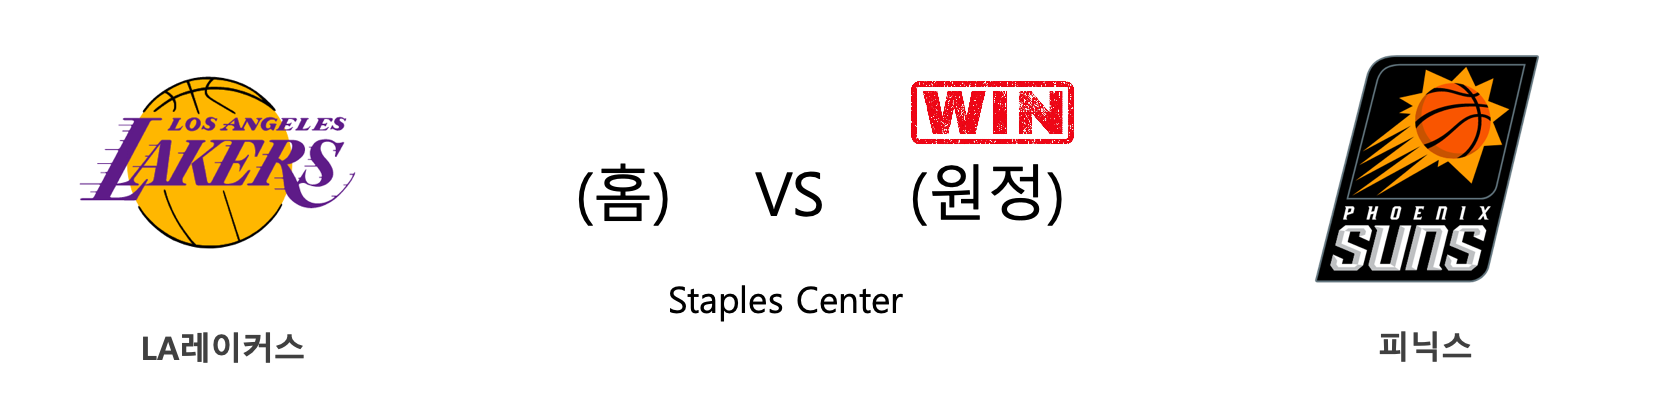 LOS ANGELES
LAKERS
WIN
(홈) VS (원정)
PHOENIX
SUNS
Staples Center
LA레이커스
피닉스